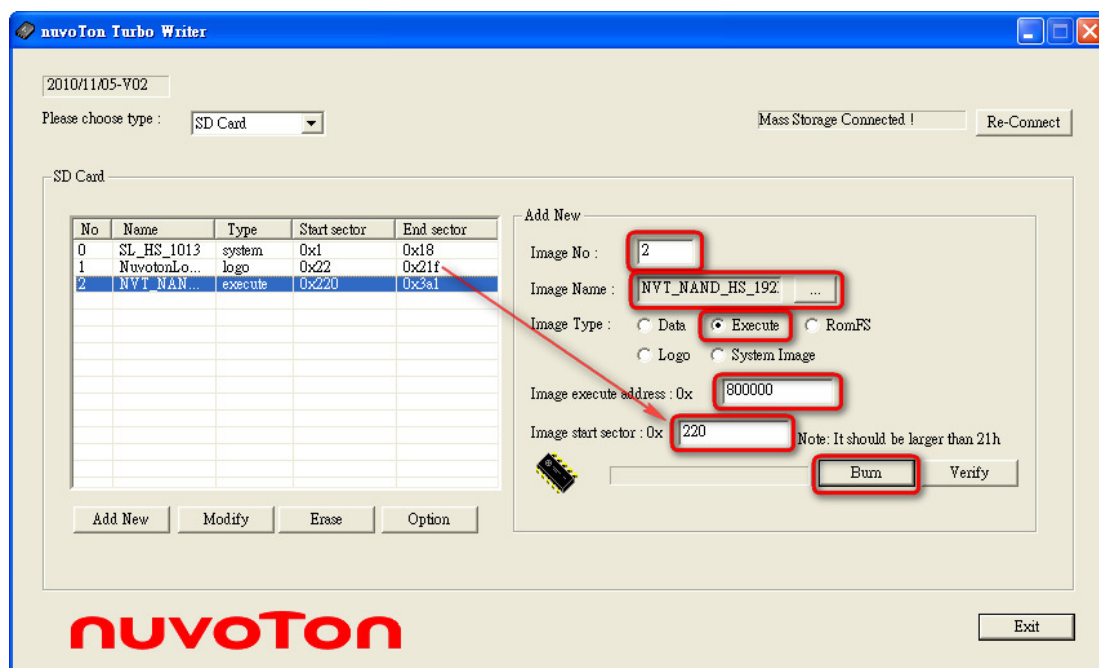 nuvoTon Turbo Writer
2010/11/05-V02
Please choose type :
SD Card
Mass Storage Connected !
Re-Connect
SD Card
No Name Type Start sector End sector
0 SL_HS_1013 system 0x1 0x18
1 NuvotonLo... logo 0x22 0x21f
2 NVT_NAN... execute 0x220 0x3a1
Add New
Modify
Erase
Option
Add New
Image No :
2
Image Name :
NVT_NAND_HS_192
...
Image Type :
Data
Execute
RomFS
Logo
System Image
Image execute address : 0x
800000
Image start sector : 0x
220
Note: It should be larger than 21h
Burn
Verify
nuvoTon
Exit